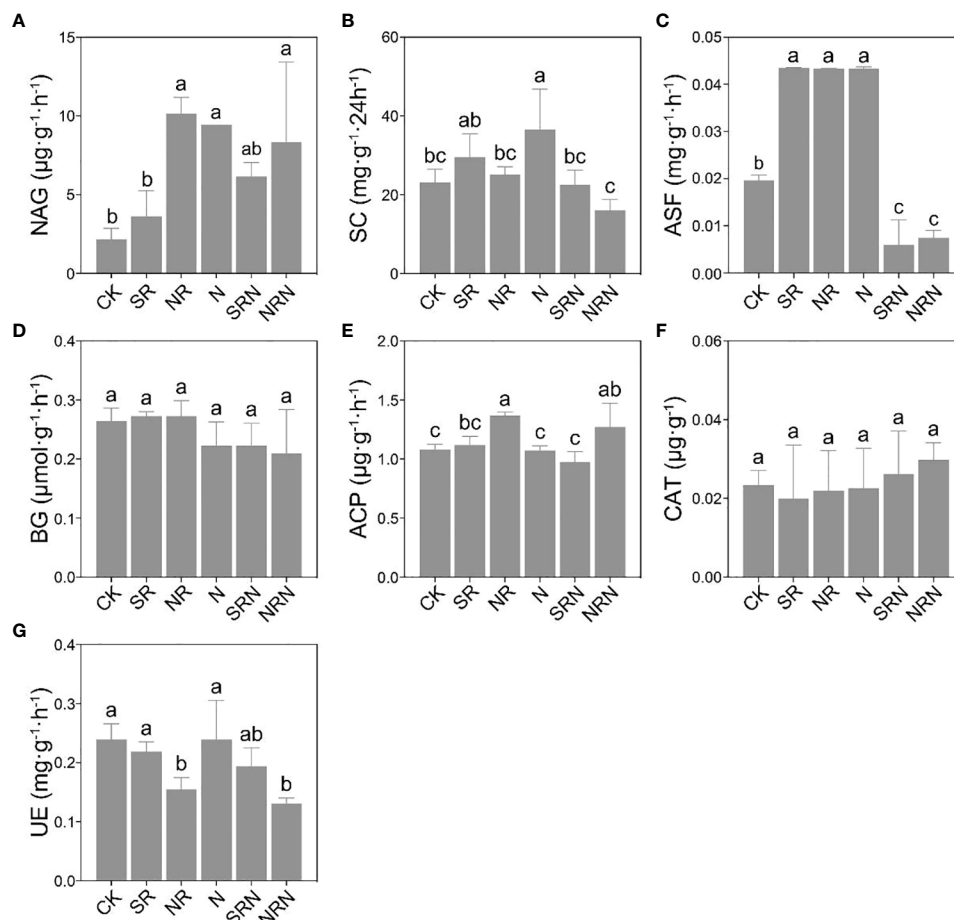 A
NAG (µg·g⁻¹·h⁻¹)
15
10
5
0
b
b
a
a
ab
a
CK
SR
NR
N
SRN
NRN
B
SC (mg·g⁻¹·24h⁻¹)
60
40
20
0
bc
ab
bc
a
bc
c
CK
SR
NR
N
SRN
NRN
C
ASF (mg·g⁻¹·h⁻¹)
0.05
0.04
0.03
0.02
0.01
0.00
b
a
a
a
c
c
CK
SR
NR
N
SRN
NRN
D
BG (µmol·g⁻¹·h⁻¹)
0.4
0.3
0.2
0.1
0.0
a
a
a
a
a
a
CK
SR
NR
N
SRN
NRN
E
ACP (µg·g⁻¹·h⁻¹)
2.0
1.5
1.0
0.5
0.0
c
bc
a
c
c
ab
CK
SR
NR
N
SRN
NRN
F
CAT (µg·g⁻¹)
0.06
0.04
0.02
0.00
a
a
a
a
a
a
CK
SR
NR
N
SRN
NRN
G
UE (mg·g⁻¹·h⁻¹)
0.4
0.3
0.2
0.1
0.0
a
a
b
a
ab
b
CK
SR
NR
N
SRN
NRN